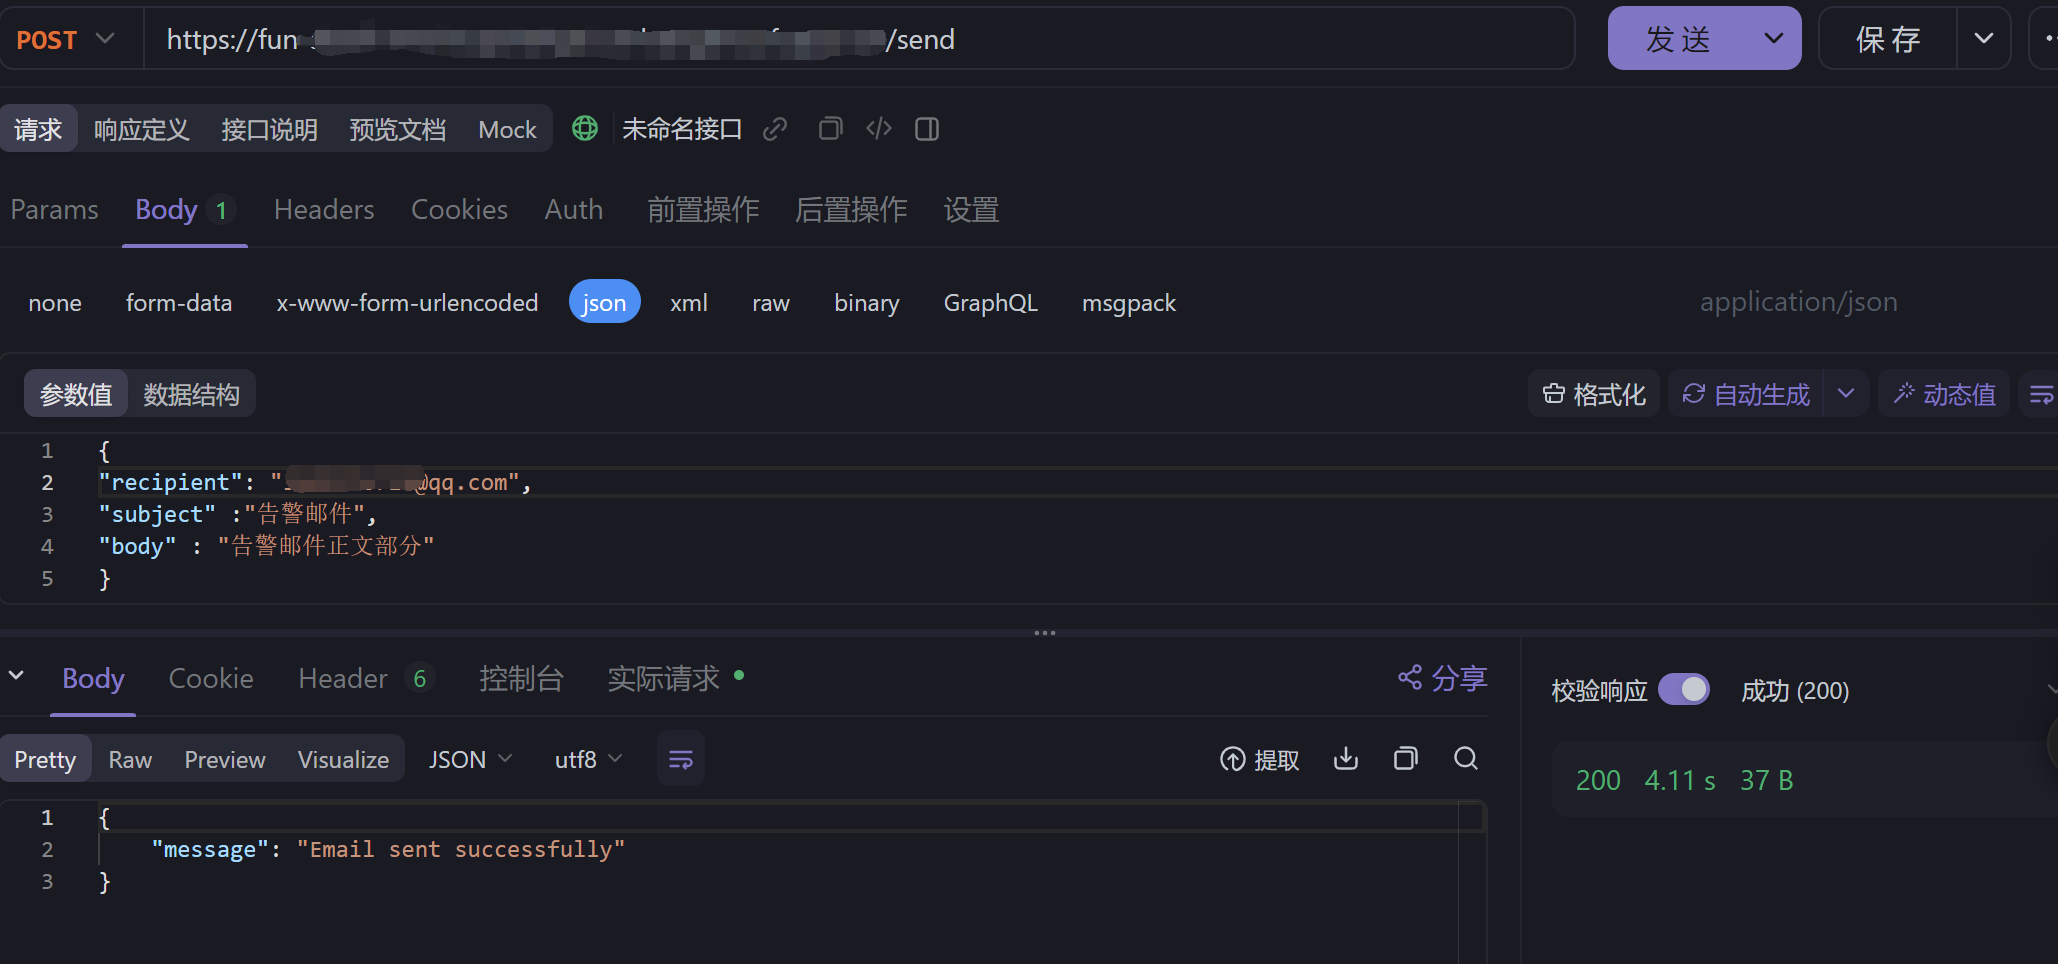 POST https://fun /send 发送 保存
请求 响应定义 接口说明 预览文档 Mock 未命名接口
Params Body 1 Headers Cookies Auth 前置操作 后置操作 设置
none form-data x-www-form-urlencoded json xml raw binary GraphQL msgpack application/json
参数值 数据结构 格式化 自动生成 动态值
1 {
2 "recipient": " @qq.com",
3 "subject" :"告警邮件",
4 "body" : "告警邮件正文部分"
5 }
Body Cookie Header 6 控制台 实际请求 分享 校验响应 成功 (200)
Pretty Raw Preview Visualize JSON utf8 提取 200 4.11 s 37 B
1 {
2 "message": "Email sent successfully"
3 }